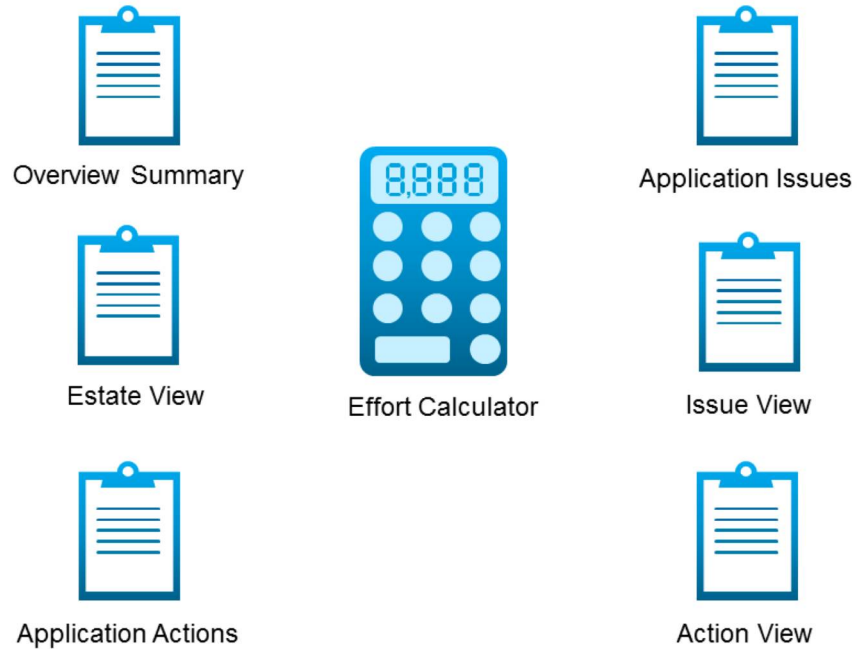 Overview Summary
Application Issues
8,888
Estate View
Effort Calculator
Issue View
Application Actions
Action View